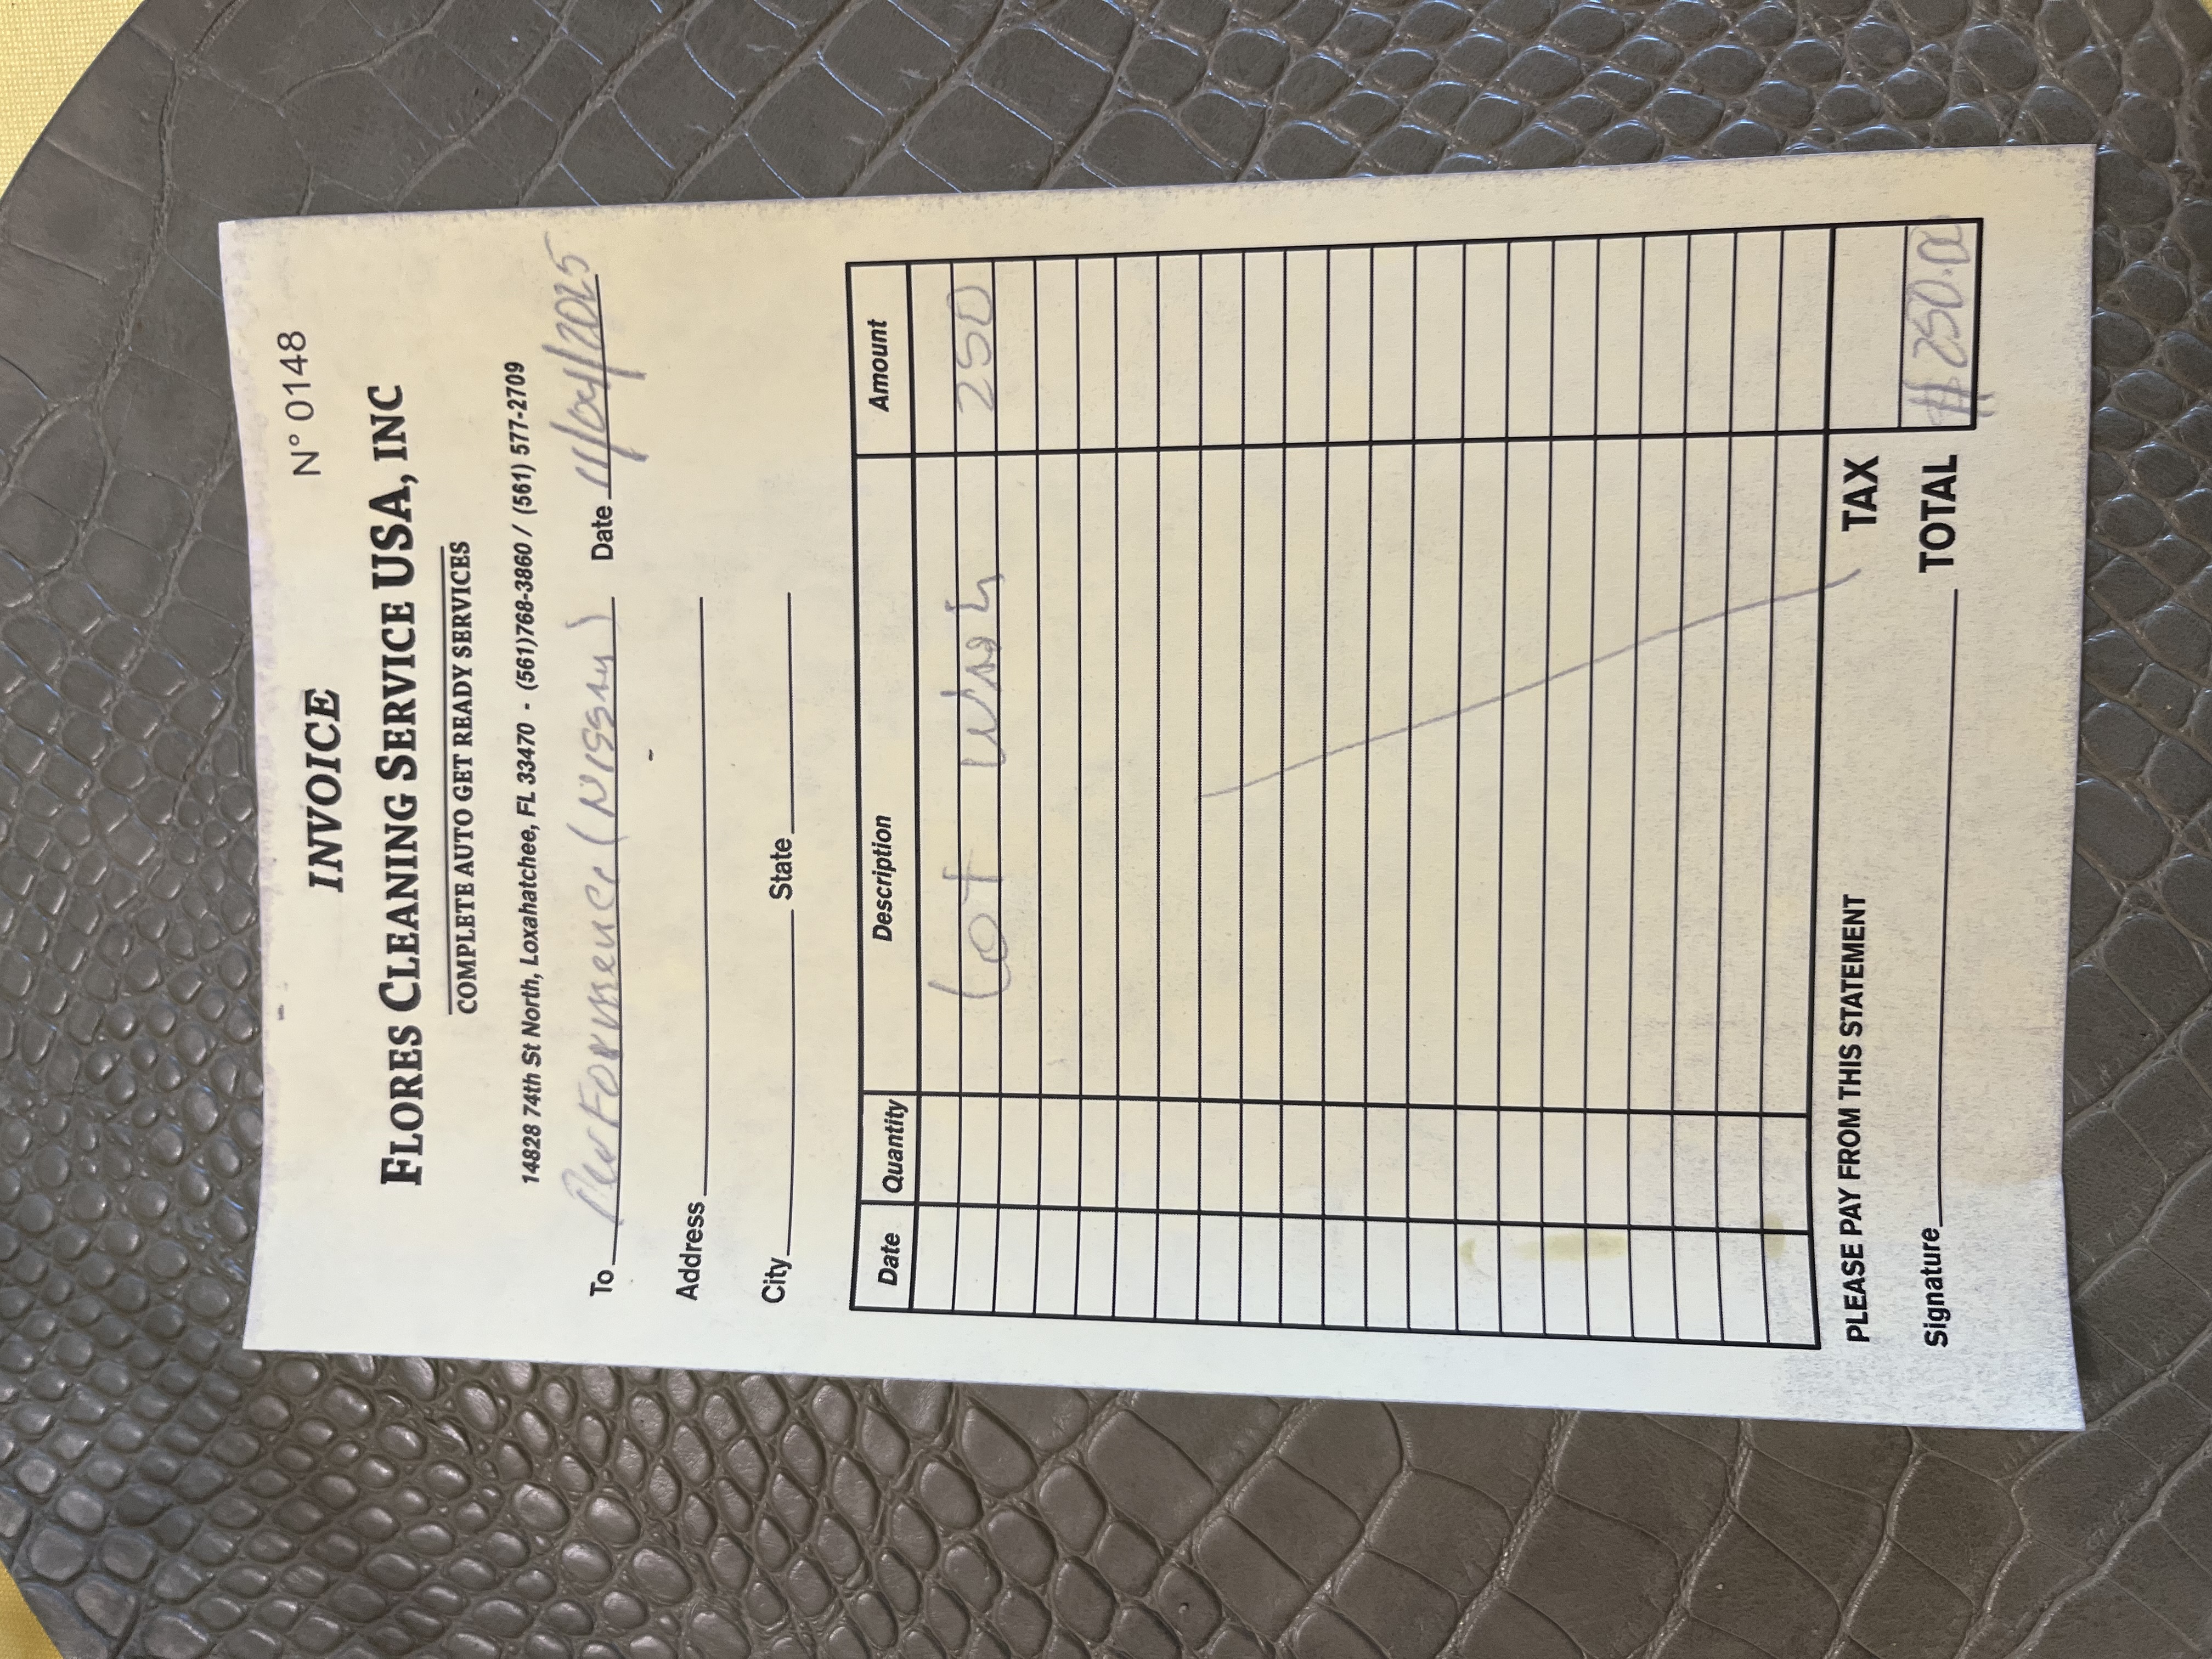 N° 0148
INVOICE
FLORES CLEANING SERVICE USA, INC
COMPLETE AUTO GET READY SERVICES
14828 74th St North, Loxahatchee, FL 33470 - (561)768-3860 / (561) 577-2709
To Performence (Nissan) Date 11/04/2025
Address
City State
Date Quantity Description Amount
Lot Wash 250
TAX
PLEASE PAY FROM THIS STATEMENT
Signature TOTAL $250.00